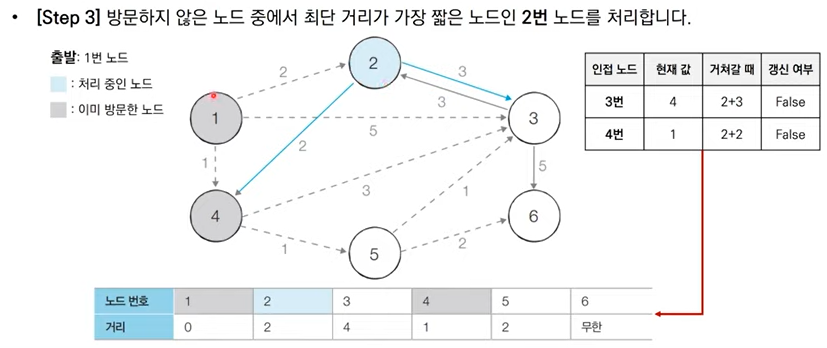 • [Step 3] 방문하지 않은 노드 중에서 최단 거리가 가장 짧은 노드인 2번 노드를 처리합니다.
출발: 1번 노드
: 처리 중인 노드
: 이미 방문한 노드
인접 노드 현재 값 거쳐갈 때 갱신 여부
3번 4 2+3 False
4번 1 2+2 False
2
2
3
3
1
5
3
2
1
3
1
5
4
6
5
1
2
노드 번호 1 2 3 4 5 6
거리 0 2 4 1 2 무한